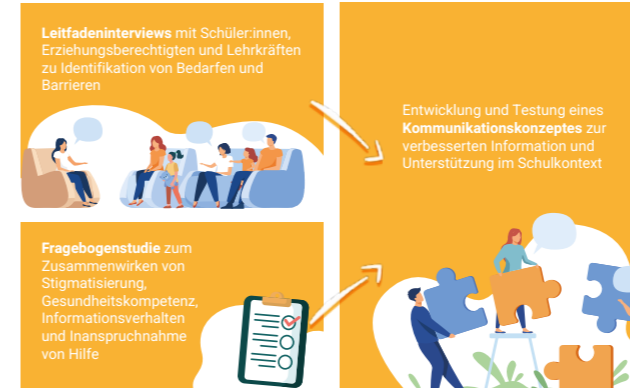 Leitfadeninterviews mit Schüler:innen,
Erziehungsberechtigten und Lehrkräften
zu Identifikation von Bedarfen und
Barrieren
Fragebogenstudie zum
Zusammenwirken von
Stigmatisierung,
Gesundheitskompetenz,
Informationsverhalten
und Inanspruchnahme
von Hilfe
Entwicklung und Testung eines
Kommunikationskonzeptes zur
verbesserten Information und
Unterstützung im Schulkontext